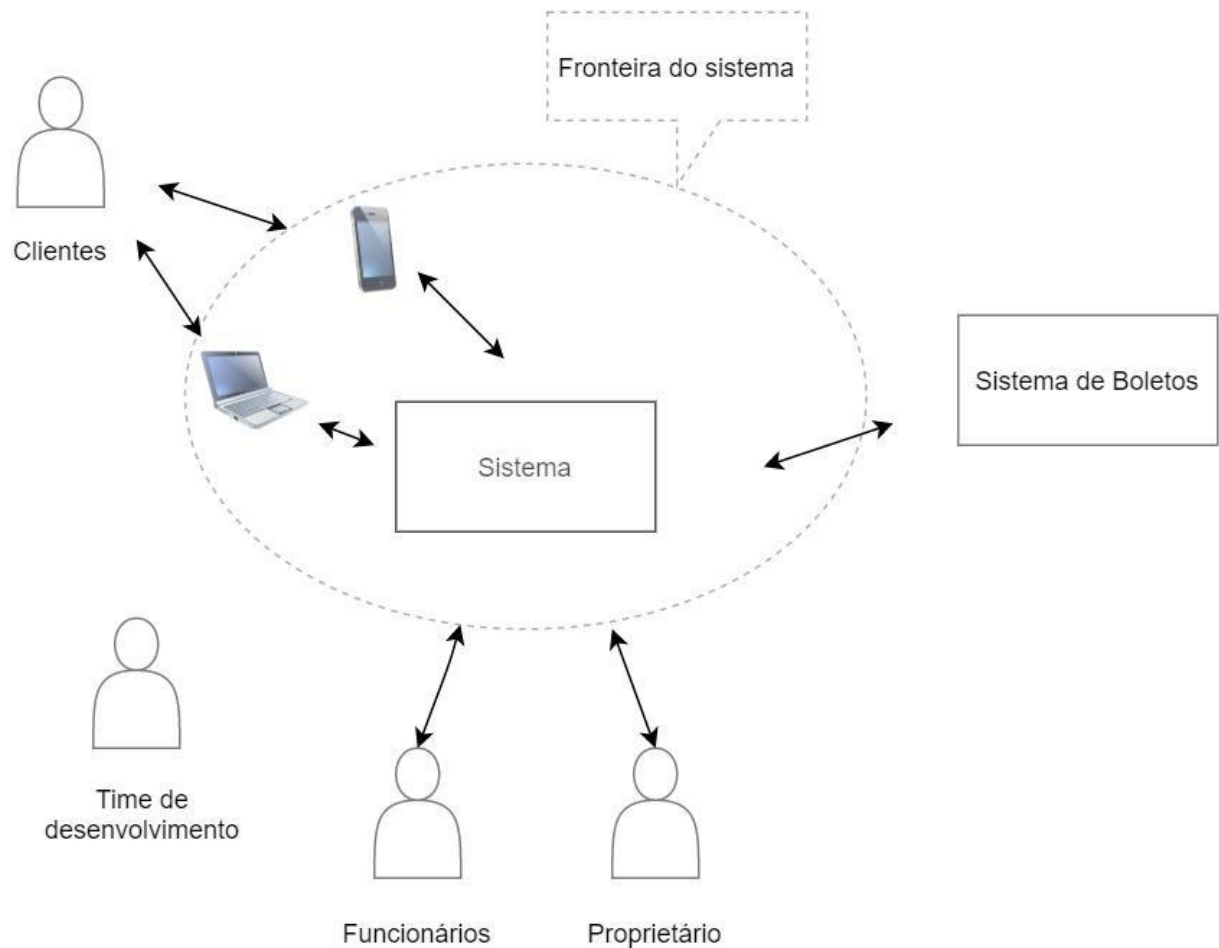 Fronteira do sistema
Clientes
Sistema de Boletos
Sistema
Time de
desenvolvimento
Funcionários
Proprietário